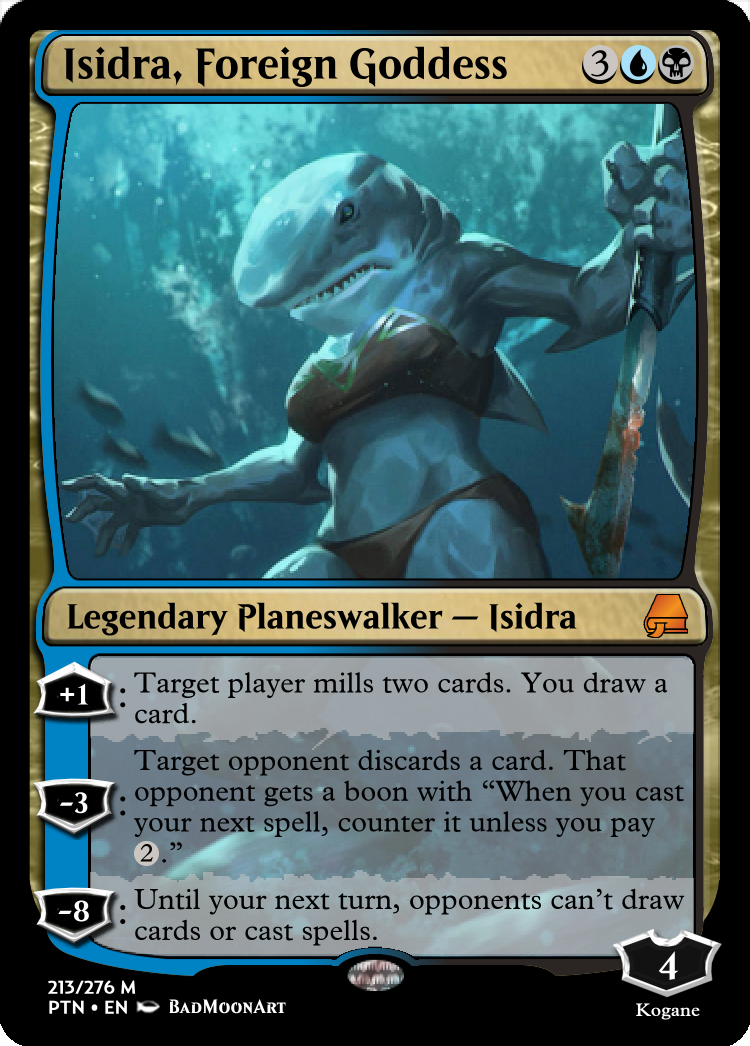 Isidra, Foreign Goddess 3
Legendary Planeswalker — Isidra
+1 : Target player mills two cards. You draw a
card.
Target opponent discards a card. That
−3 : opponent gets a boon with “When you cast
your next spell, counter it unless you pay
2.”
−8 : Until your next turn, opponents can’t draw
cards or cast spells.
4
213/276 M
PTN • EN BadMoonArt
Kogane